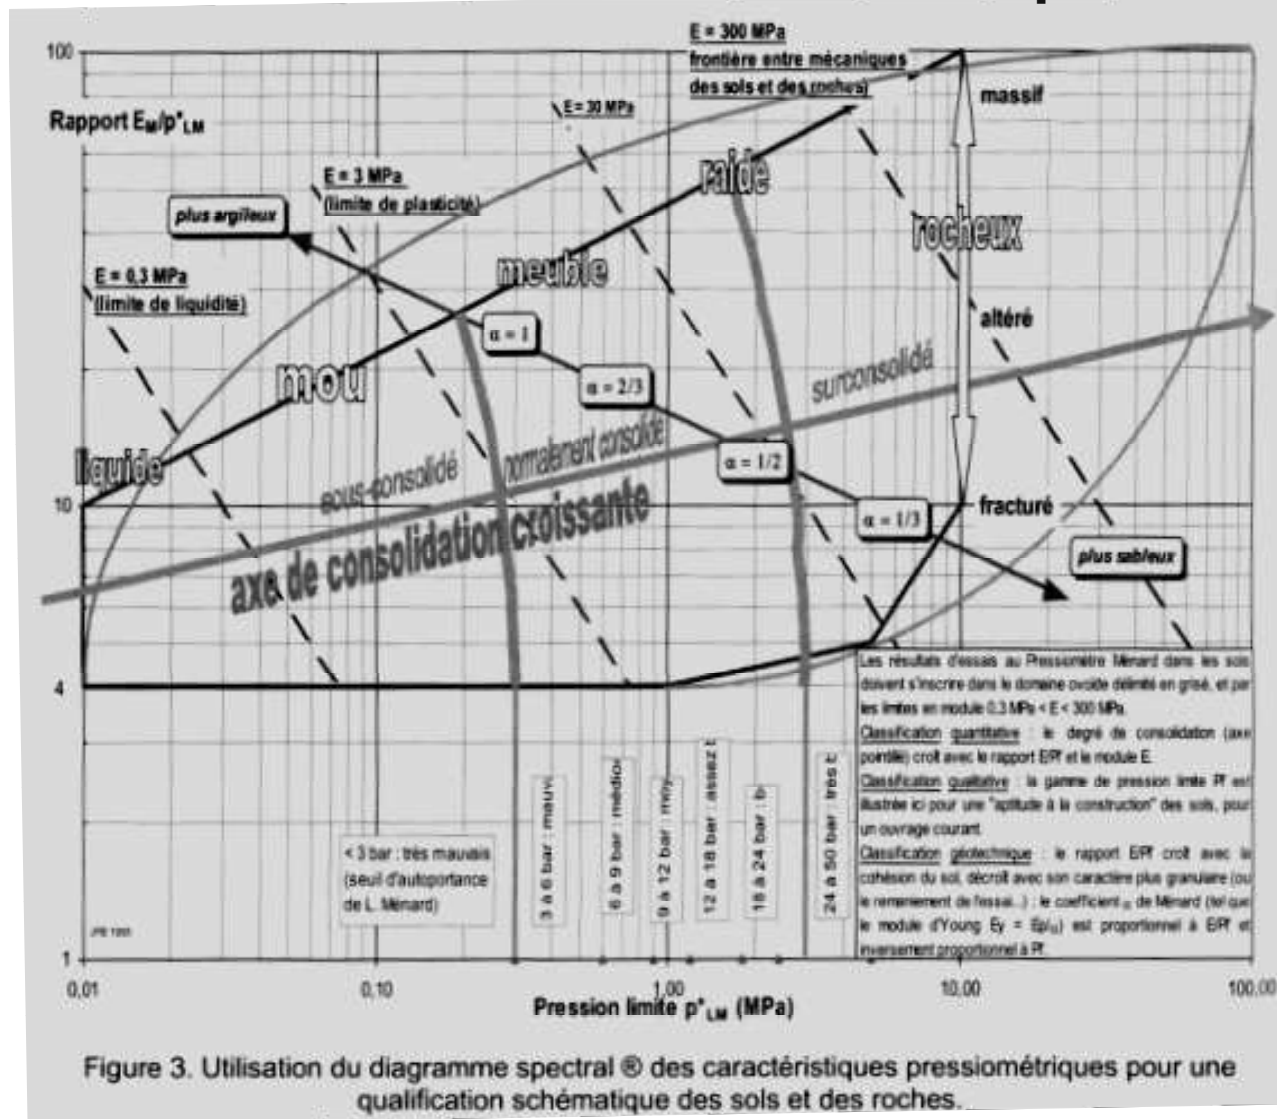 E = 300 MPa
frontière entre mécaniques
des sols et des roches)
100
massif
Rapport EM/p*LM
E= 30 MPa
raide
E = 3 MPa
(limite de plasticité)
plus argileux
rocheux
meuble
E = 0,3 MPa
(limite de liquidité)
altéré
α = 1
mou
α = 2/3
surconsolidé
liquide
sous-consolidé
normalement consolidé
α = 1/2
10
axe de consolidation croissante
fracturé
α = 1/3
plus sableux
4
Les résultats d'essais au Pressiomètre Ménard dans les sols
doivent s'inscrire dans le domaine ovoïde délimité en grisé, et par
les limites en module 0.3 MPa < E < 300 MPa.
Classification quantitative : le degré de consolidation (axe
pointillé) croît avec le rapport E/Pl et le module E.
Classification qualitative : la gamme de pression limite Pl est
illustrée ici pour une "aptitude à la construction" des sols, pour
un ouvrage courant
Classification géotechnique : le rapport E/Pl croît avec la
cohésion du sol, décroît avec son caractère plus granulaire (ou
le remaniement de l'essai...) ; le coefficient α de Ménard (tel que
le module d'Young Ey = Ep/α) est proportionnel à E/Pl et
inversement proportionnel à Pl.
< 3 bar : très mauvais
(seuil d'autoportance
de L. Ménard)
3 à 6 bar : mauv
6 à 9 bar : médio
9 à 12 bar : moy
12 à 18 bar : assez b
18 à 24 bar : b
24 à 50 bar : très b
1
0,01
0,10
1,00
10.00
100.00
Pression limite p*LM (MPa)
Figure 3. Utilisation du diagramme spectral ® des caractéristiques pressiométriques pour une
qualification schématique des sols et des roches.